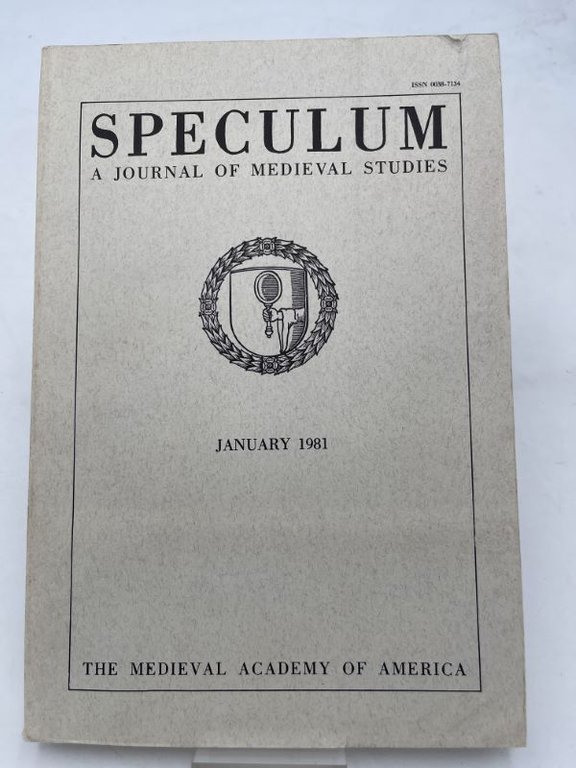 ISSN 0038-7134
SPECULUM
A JOURNAL OF MEDIEVAL STUDIES
JANUARY 1981
THE MEDIEVAL ACADEMY OF AMERICA